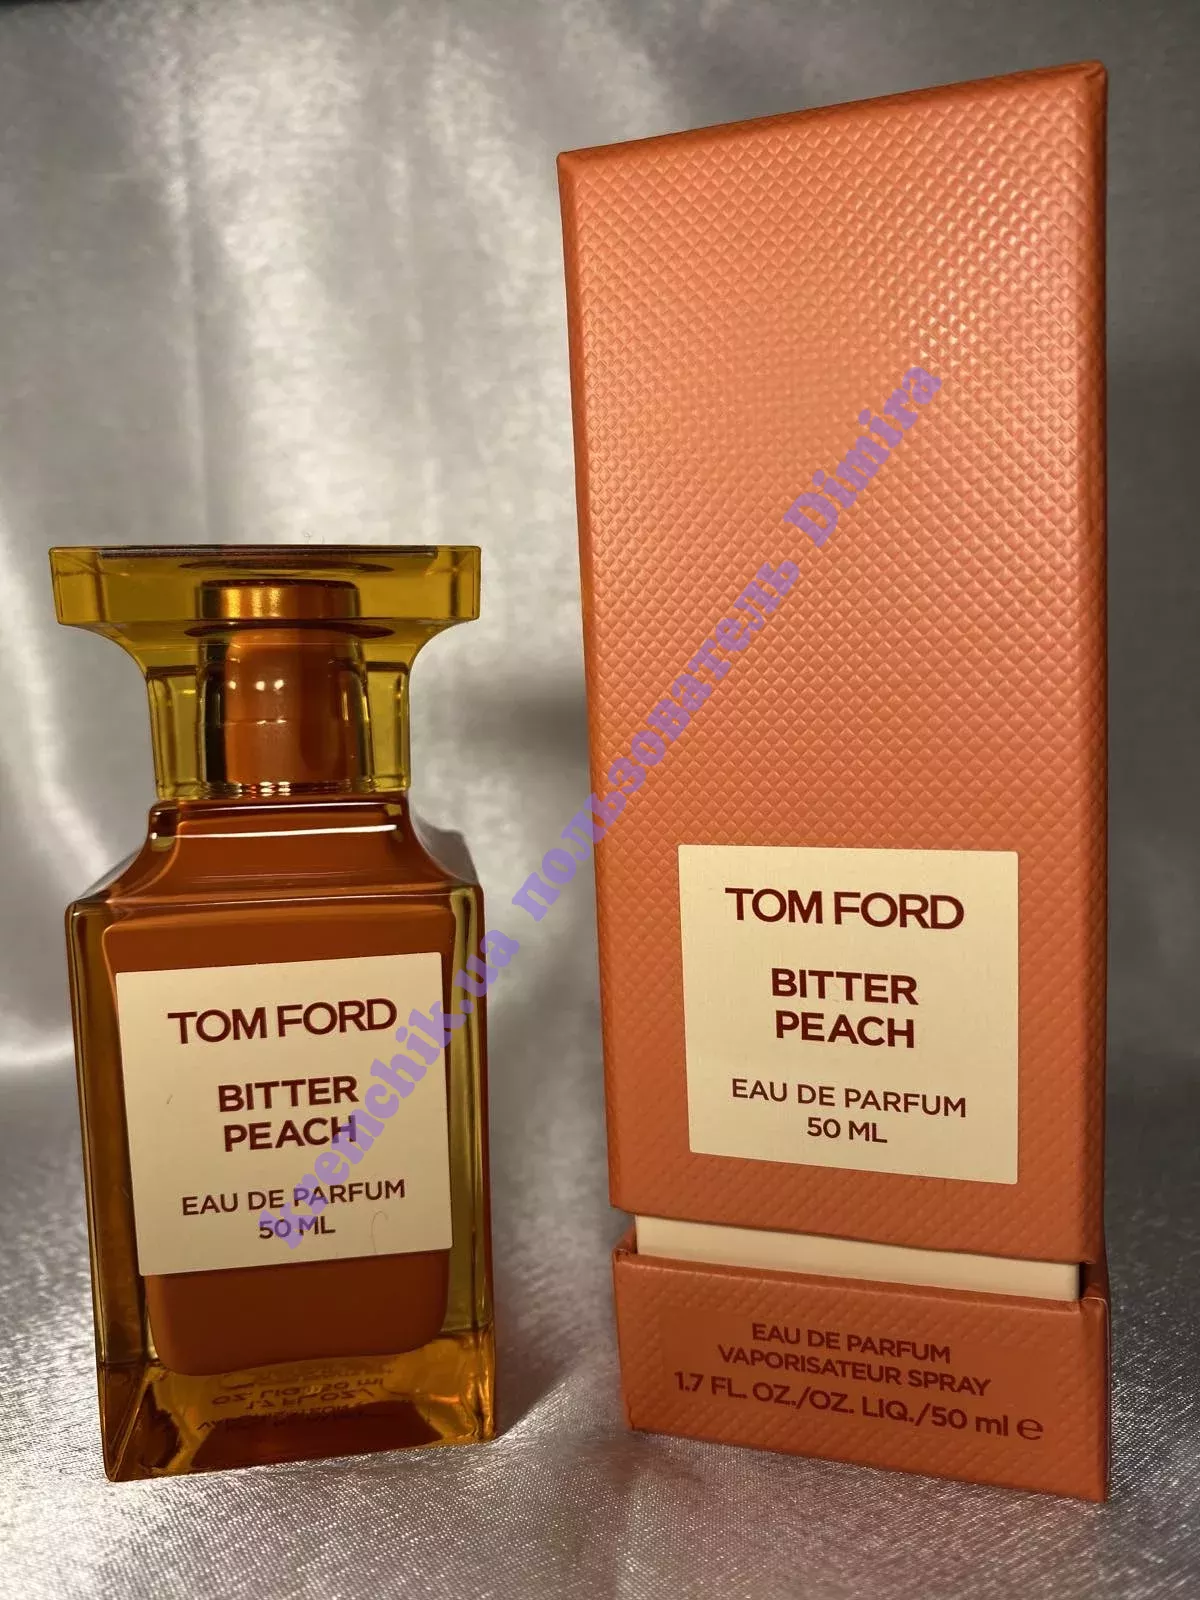 TOM FORD
BITTER
PEACH
EAU DE PARFUM
50 ML
TOM FORD
BITTER
PEACH
EAU DE PARFUM
50 ML
EAU DE PARFUM
VAPORISATEUR SPRAY
1.7 FL. OZ./OZ. LIQ./50 ml e
kremchik.ua пользователь Dimira